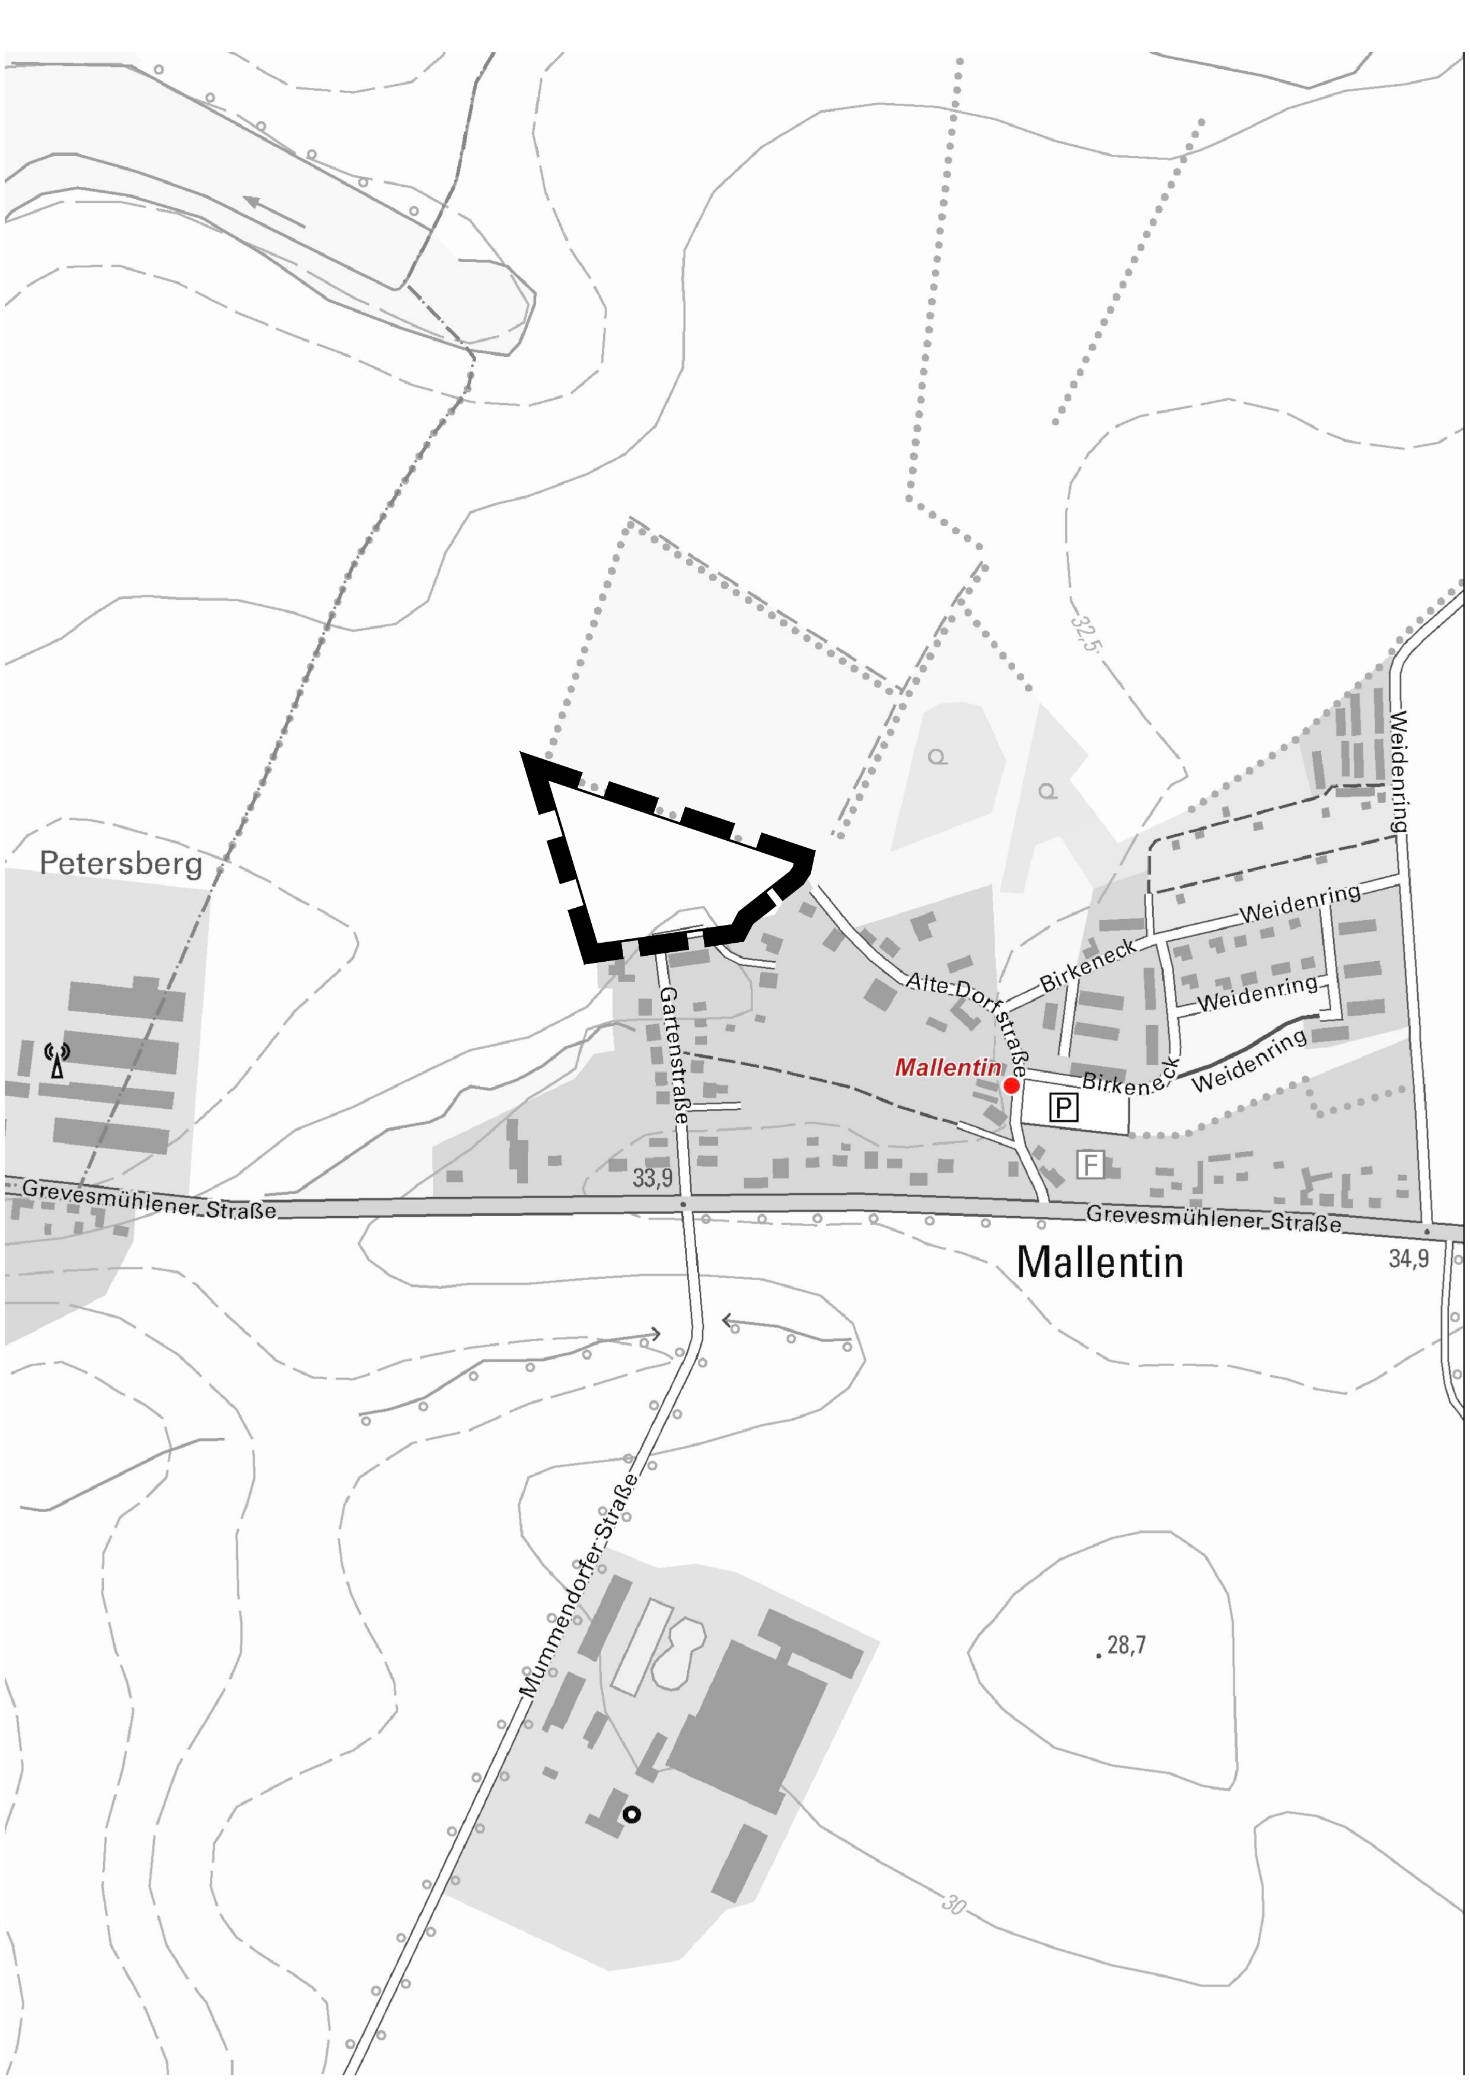 32,5
Weidenring
Petersberg
Weidenring
Birkeneck
Alte-Dorfstraße
Weidenring
Gartenstraße
Weidenring
Mallentin
Birkeneck
P
F
33,9
Grevesmühlener Straße
Grevesmühlener Straße
Mallentin
34,9
Mummendorfer Straße
28,7
30